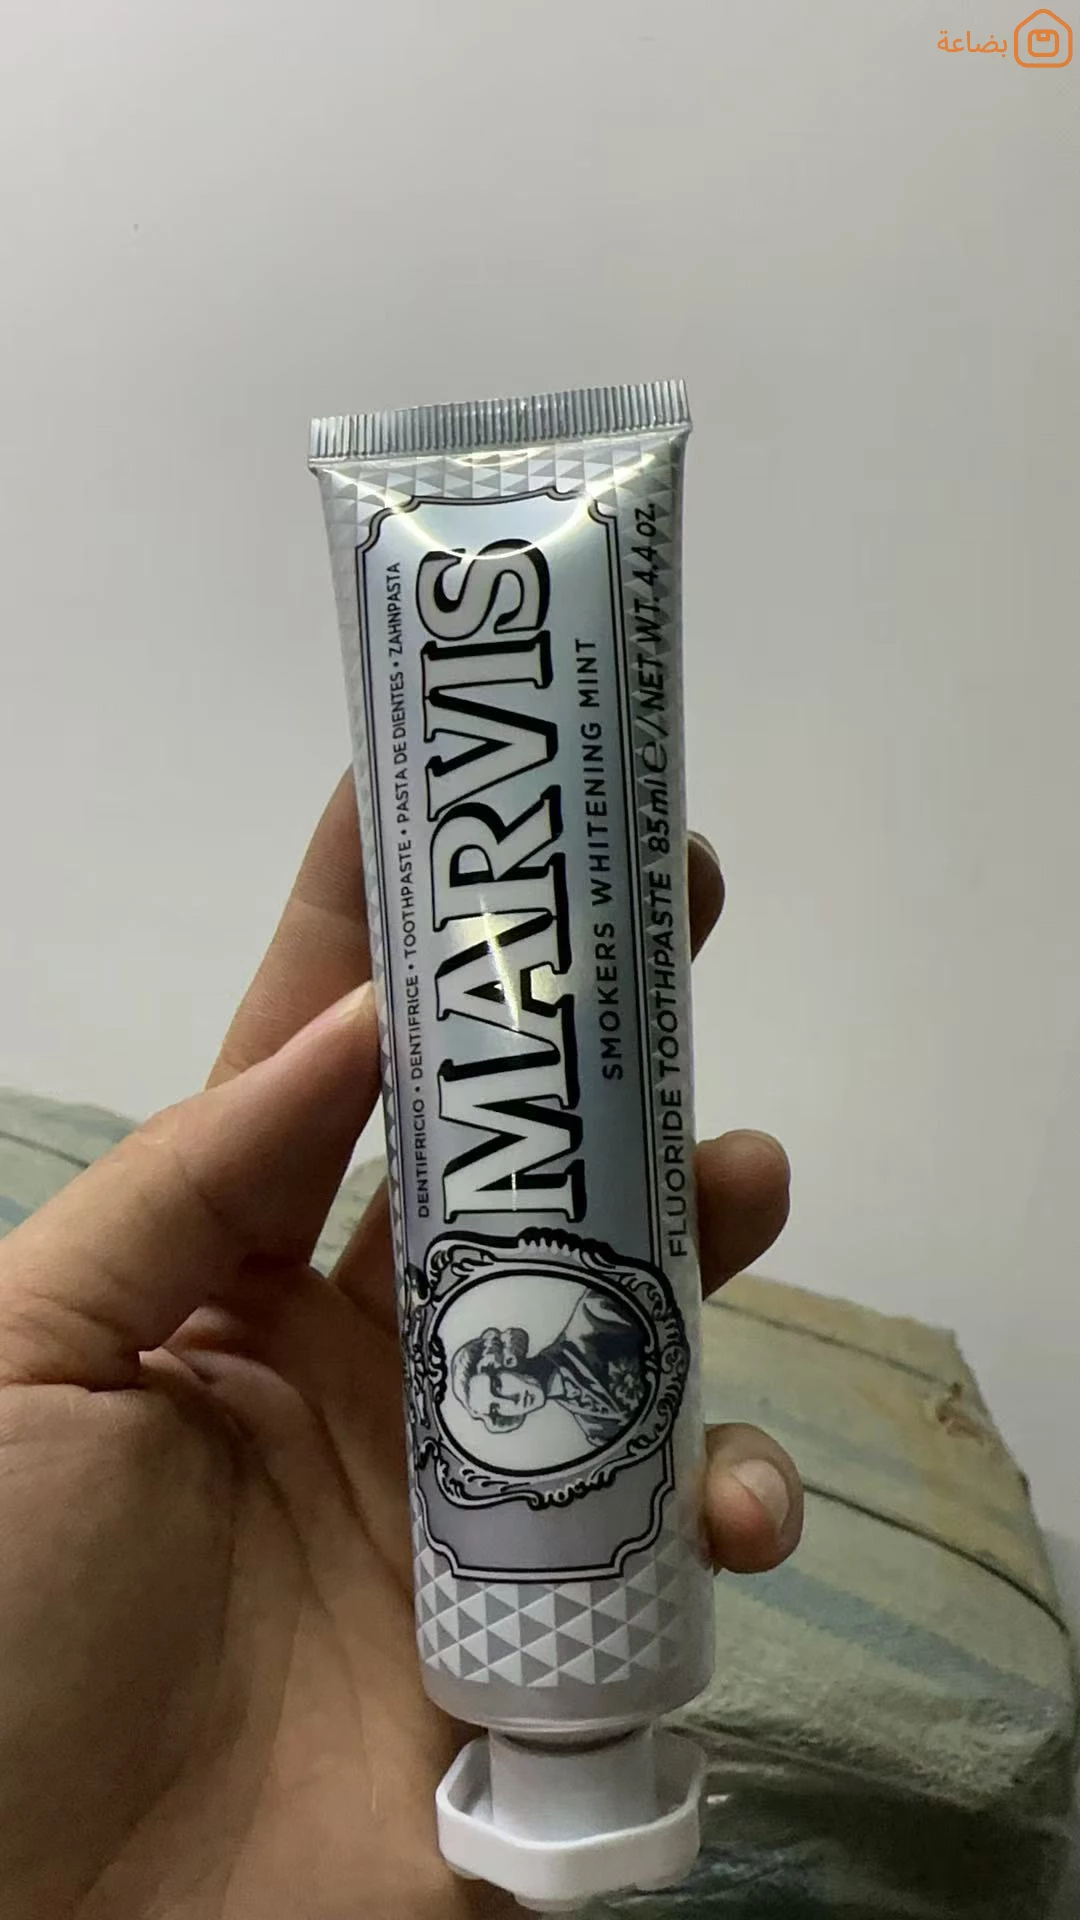 بضاعة
DENTIFRICIO • DENTIFRICE • TOOTHPASTE • PASTA DE DIENTES • ZAHNPASTA
MARVIS
SMOKERS WHITENING MINT
FLUORIDE TOOTHPASTE 85ml ℮ / NET WT. 4.4 OZ.